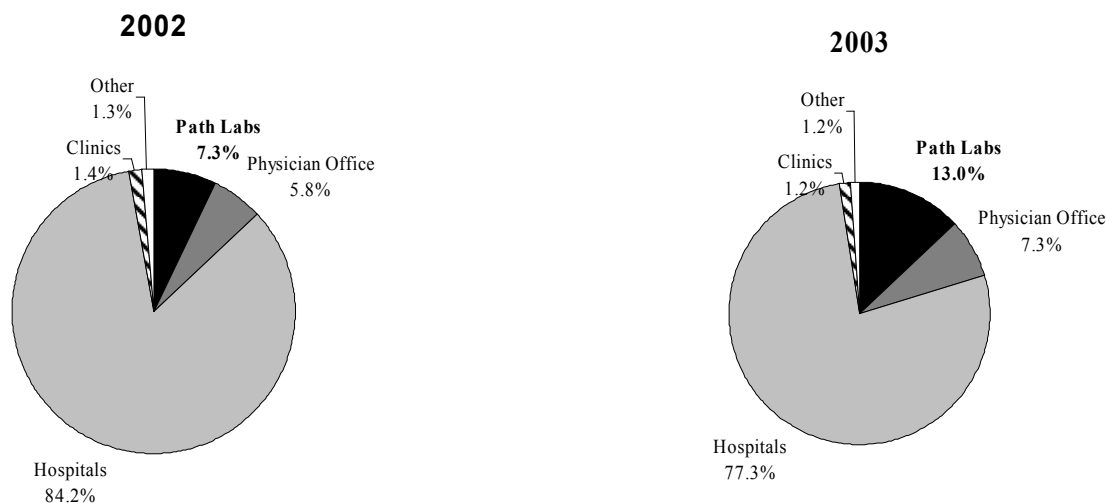 2002
Other
1.3%
Path Labs
7.3%
Clinics
1.4%
Physician Office
5.8%
Hospitals
84.2%
2003
Other
1.2%
Path Labs
13.0%
Clinics
1.2%
Physician Office
7.3%
Hospitals
77.3%